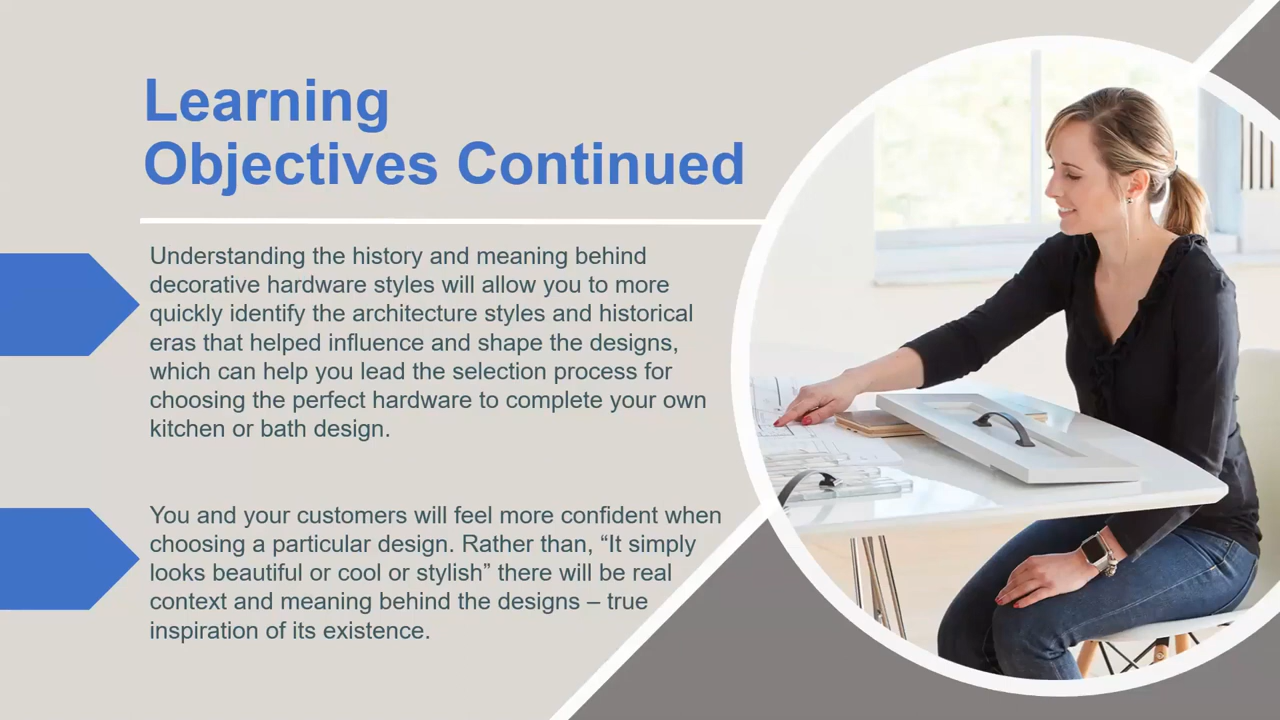 Learning
Objectives Continued
Understanding the history and meaning behind
decorative hardware styles will allow you to more
quickly identify the architecture styles and historical
eras that helped influence and shape the designs,
which can help you lead the selection process for
choosing the perfect hardware to complete your own
kitchen or bath design.
You and your customers will feel more confident when
choosing a particular design. Rather than, “It simply
looks beautiful or cool or stylish” there will be real
context and meaning behind the designs – true
inspiration of its existence.